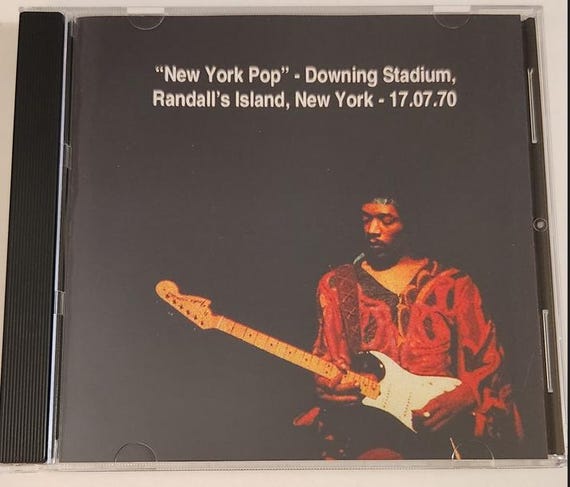 “New York Pop” - Downing Stadium,
Randall’s Island, New York - 17.07.70